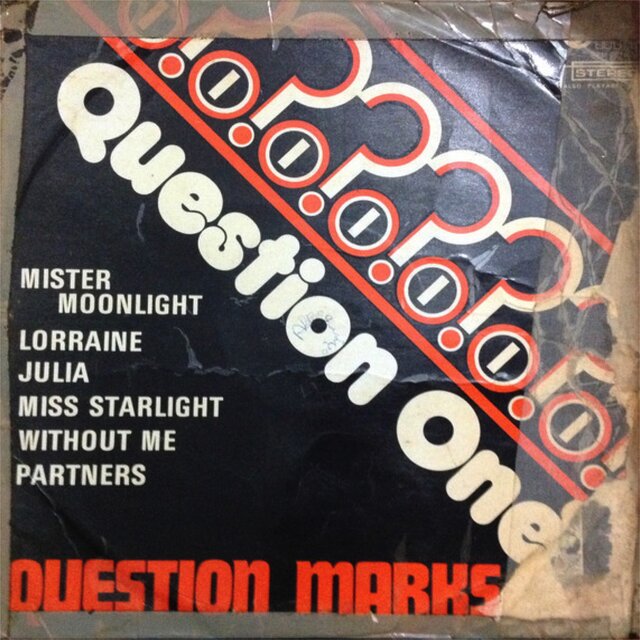 STEREO
Question One
MISTER
MOONLIGHT
LORRAINE
JULIA
MISS STARLIGHT
WITHOUT ME
PARTNERS
QUESTION MARKS